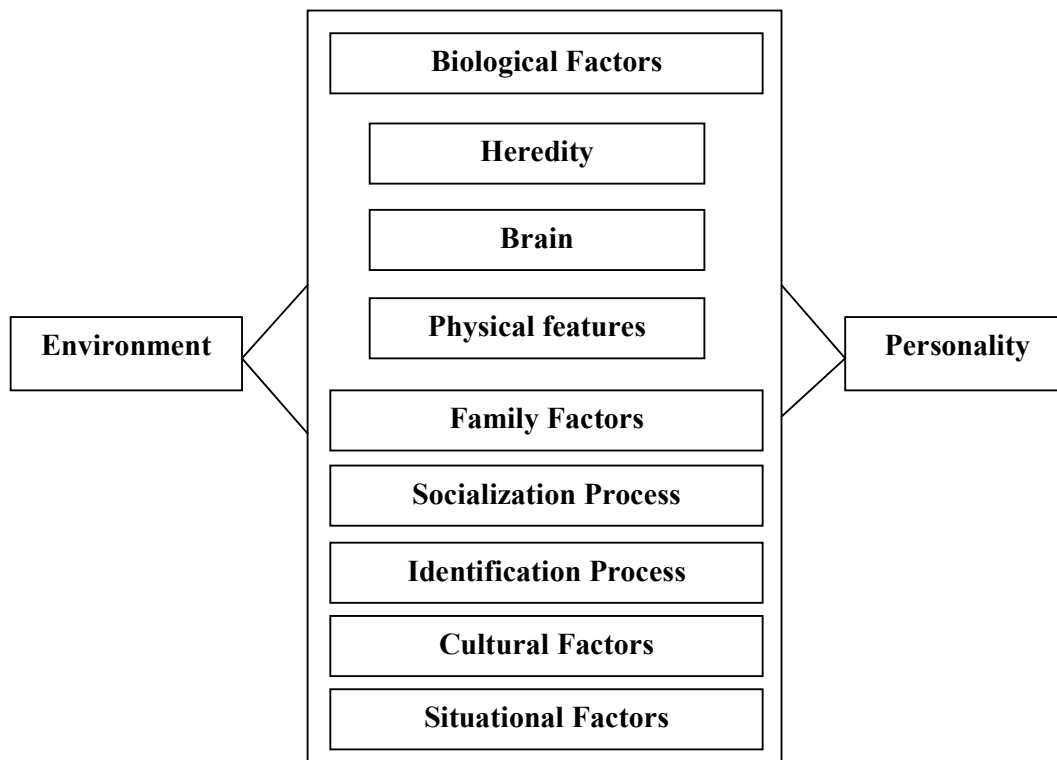 Biological Factors
Heredity
Brain
Physical features
Environment
Personality
Family Factors
Socialization Process
Identification Process
Cultural Factors
Situational Factors